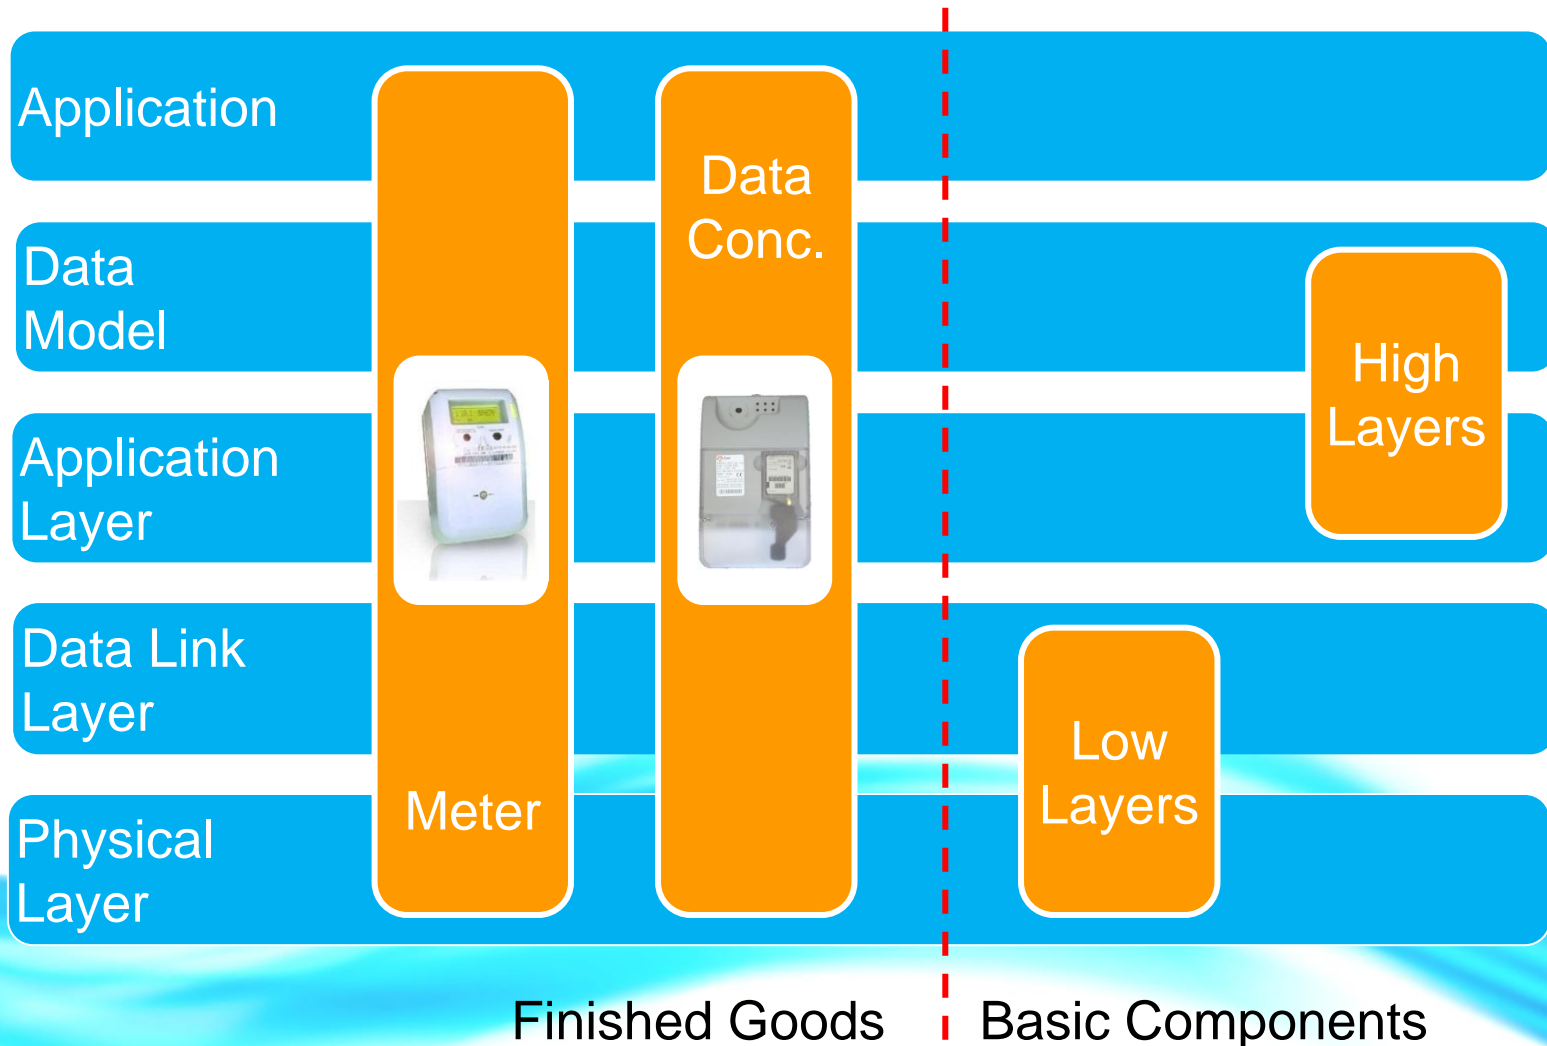 Application
Data
Conc.
Data
Model
High
Layers
Application
Layer
Data Link
Layer
Low
Layers
Meter
Physical
Layer
Finished Goods
Basic Components